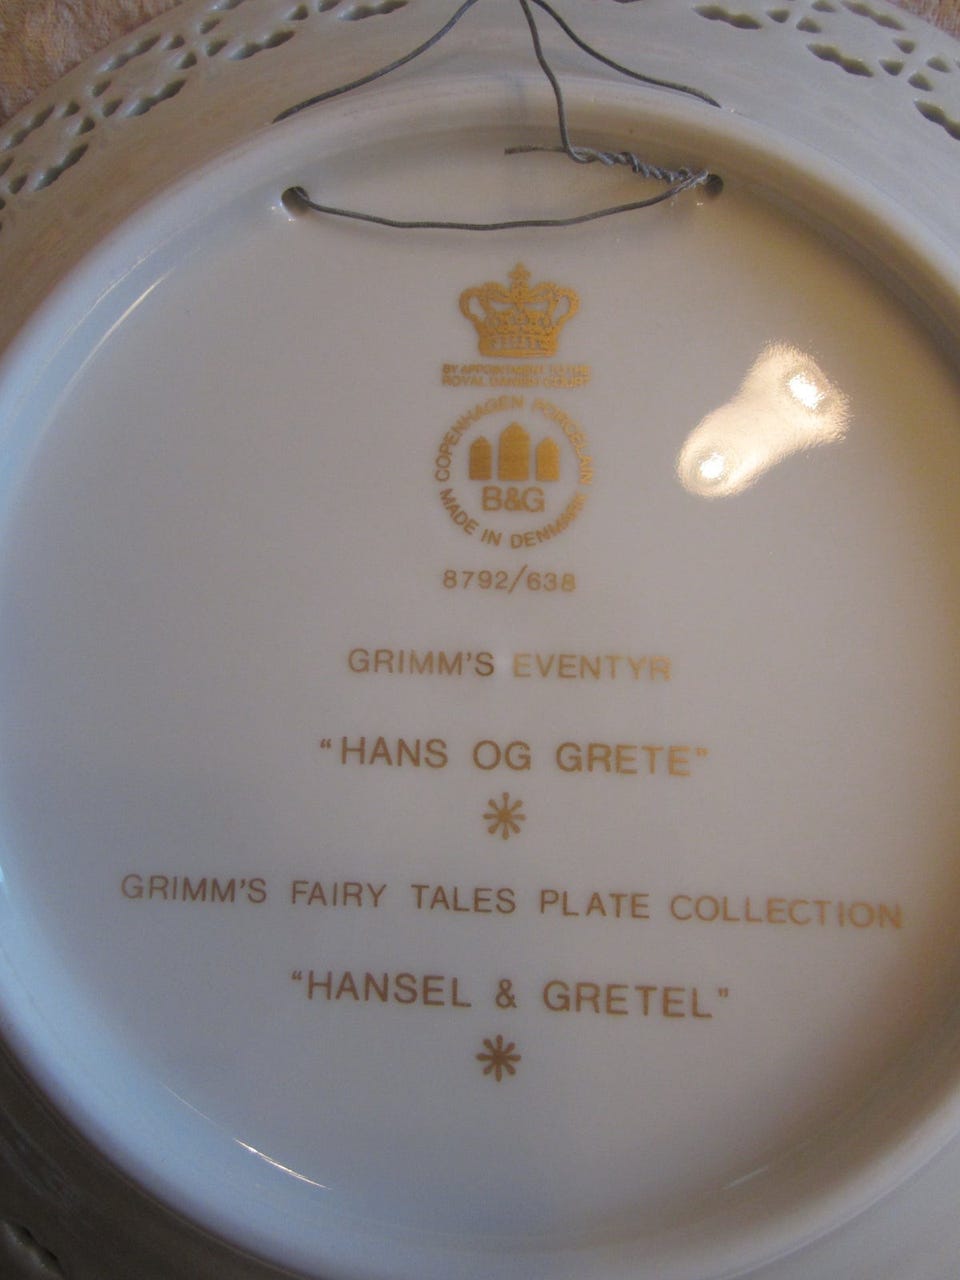 BY APPOINTMENT TO THE
ROYAL DANISH COURT
COPENHAGEN PORCELAIN
B&G
MADE IN DENMARK
8792/638
GRIMM'S EVENTYR
"HANS OG GRETE"
GRIMM'S FAIRY TALES PLATE COLLECTION
"HANSEL & GRETEL"